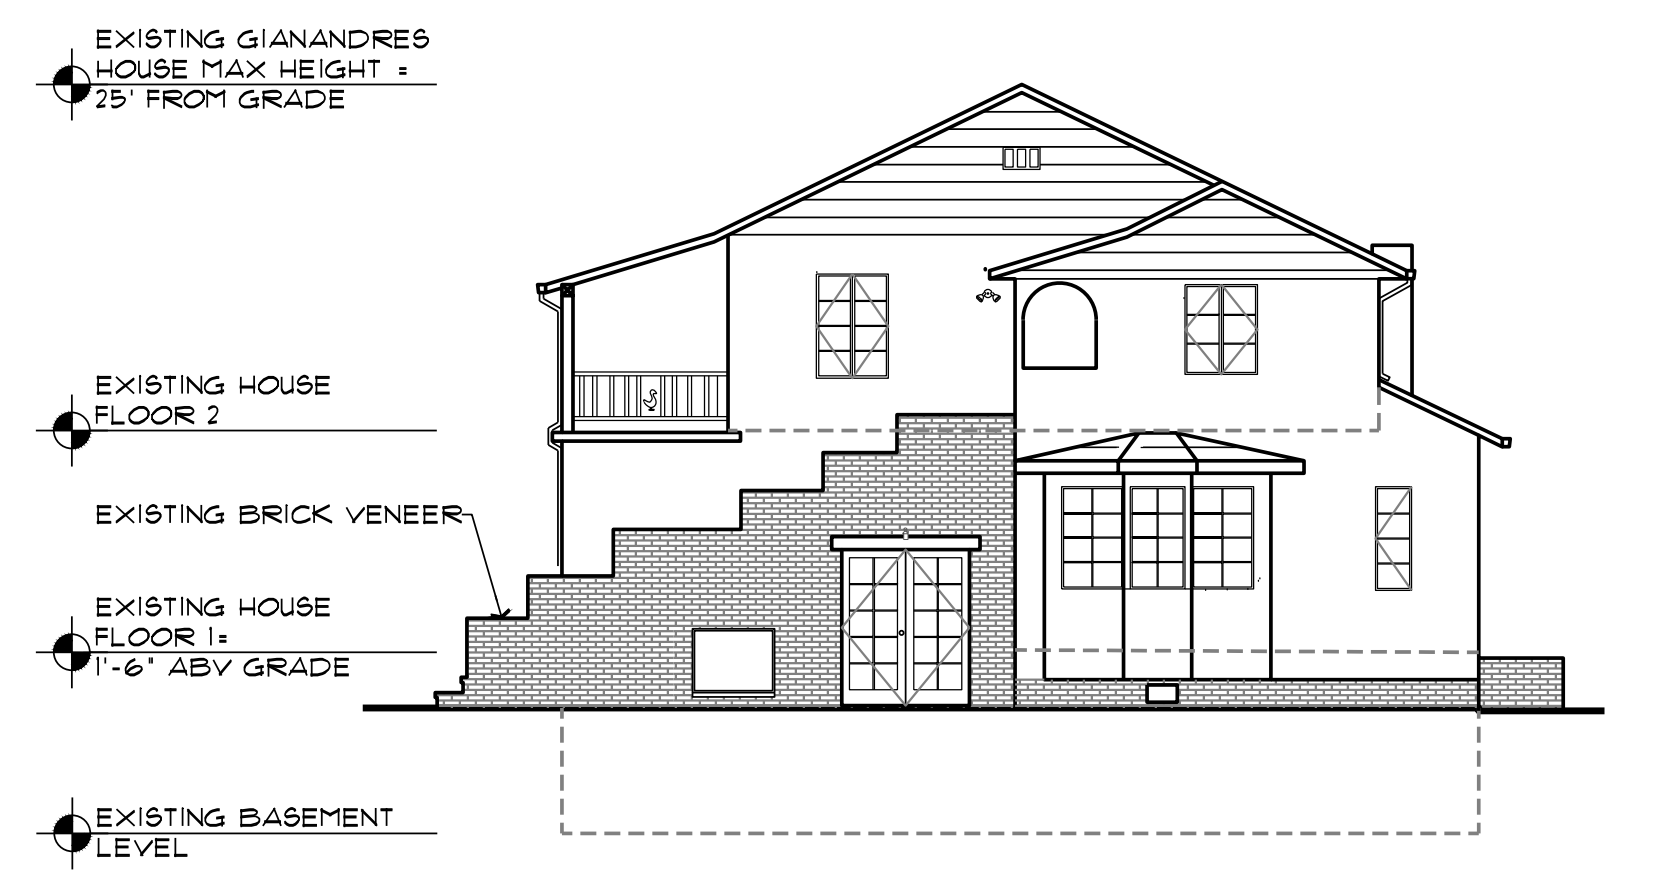 EXISTING GIANANDRES
HOUSE MAX HEIGHT =
25' FROM GRADE
EXISTING HOUSE
FLOOR 2
EXISTING BRICK VENEER
EXISTING HOUSE
FLOOR 1=
1'-6" ABV GRADE
EXISTING BASEMENT
LEVEL